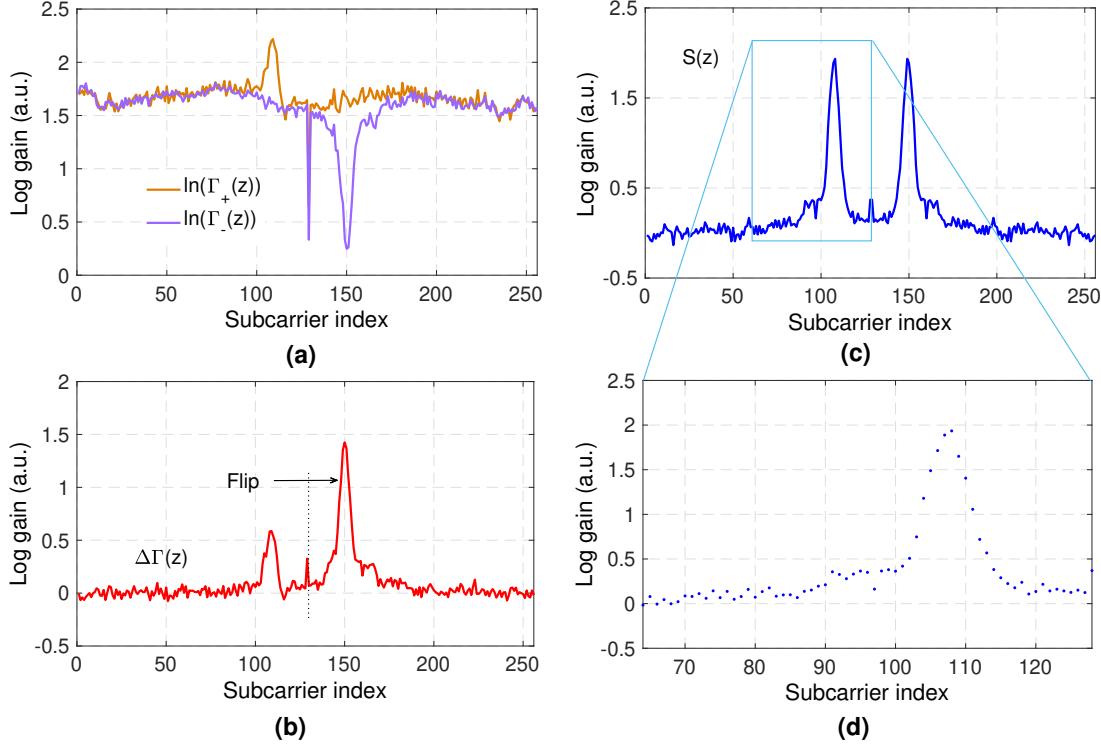 2.5
2
1.5
1
0.5
0
Log gain (a.u.)
ln(Γ+(z))
ln(Γ-(z))
0 50 100 150 200 250
Subcarrier index
(a)
2.5
1.5
0.5
-0.5
Log gain (a.u.)
S(z)
0 50 100 150 200 250
Subcarrier index
(c)
2
1.5
1
0.5
0
-0.5
Log gain (a.u.)
Flip
ΔΓ(z)
0 50 100 150 200 250
Subcarrier index
(b)
2.5
2
1.5
1
0.5
0
-0.5
Log gain (a.u.)
70 80 90 100 110 120
Subcarrier index
(d)